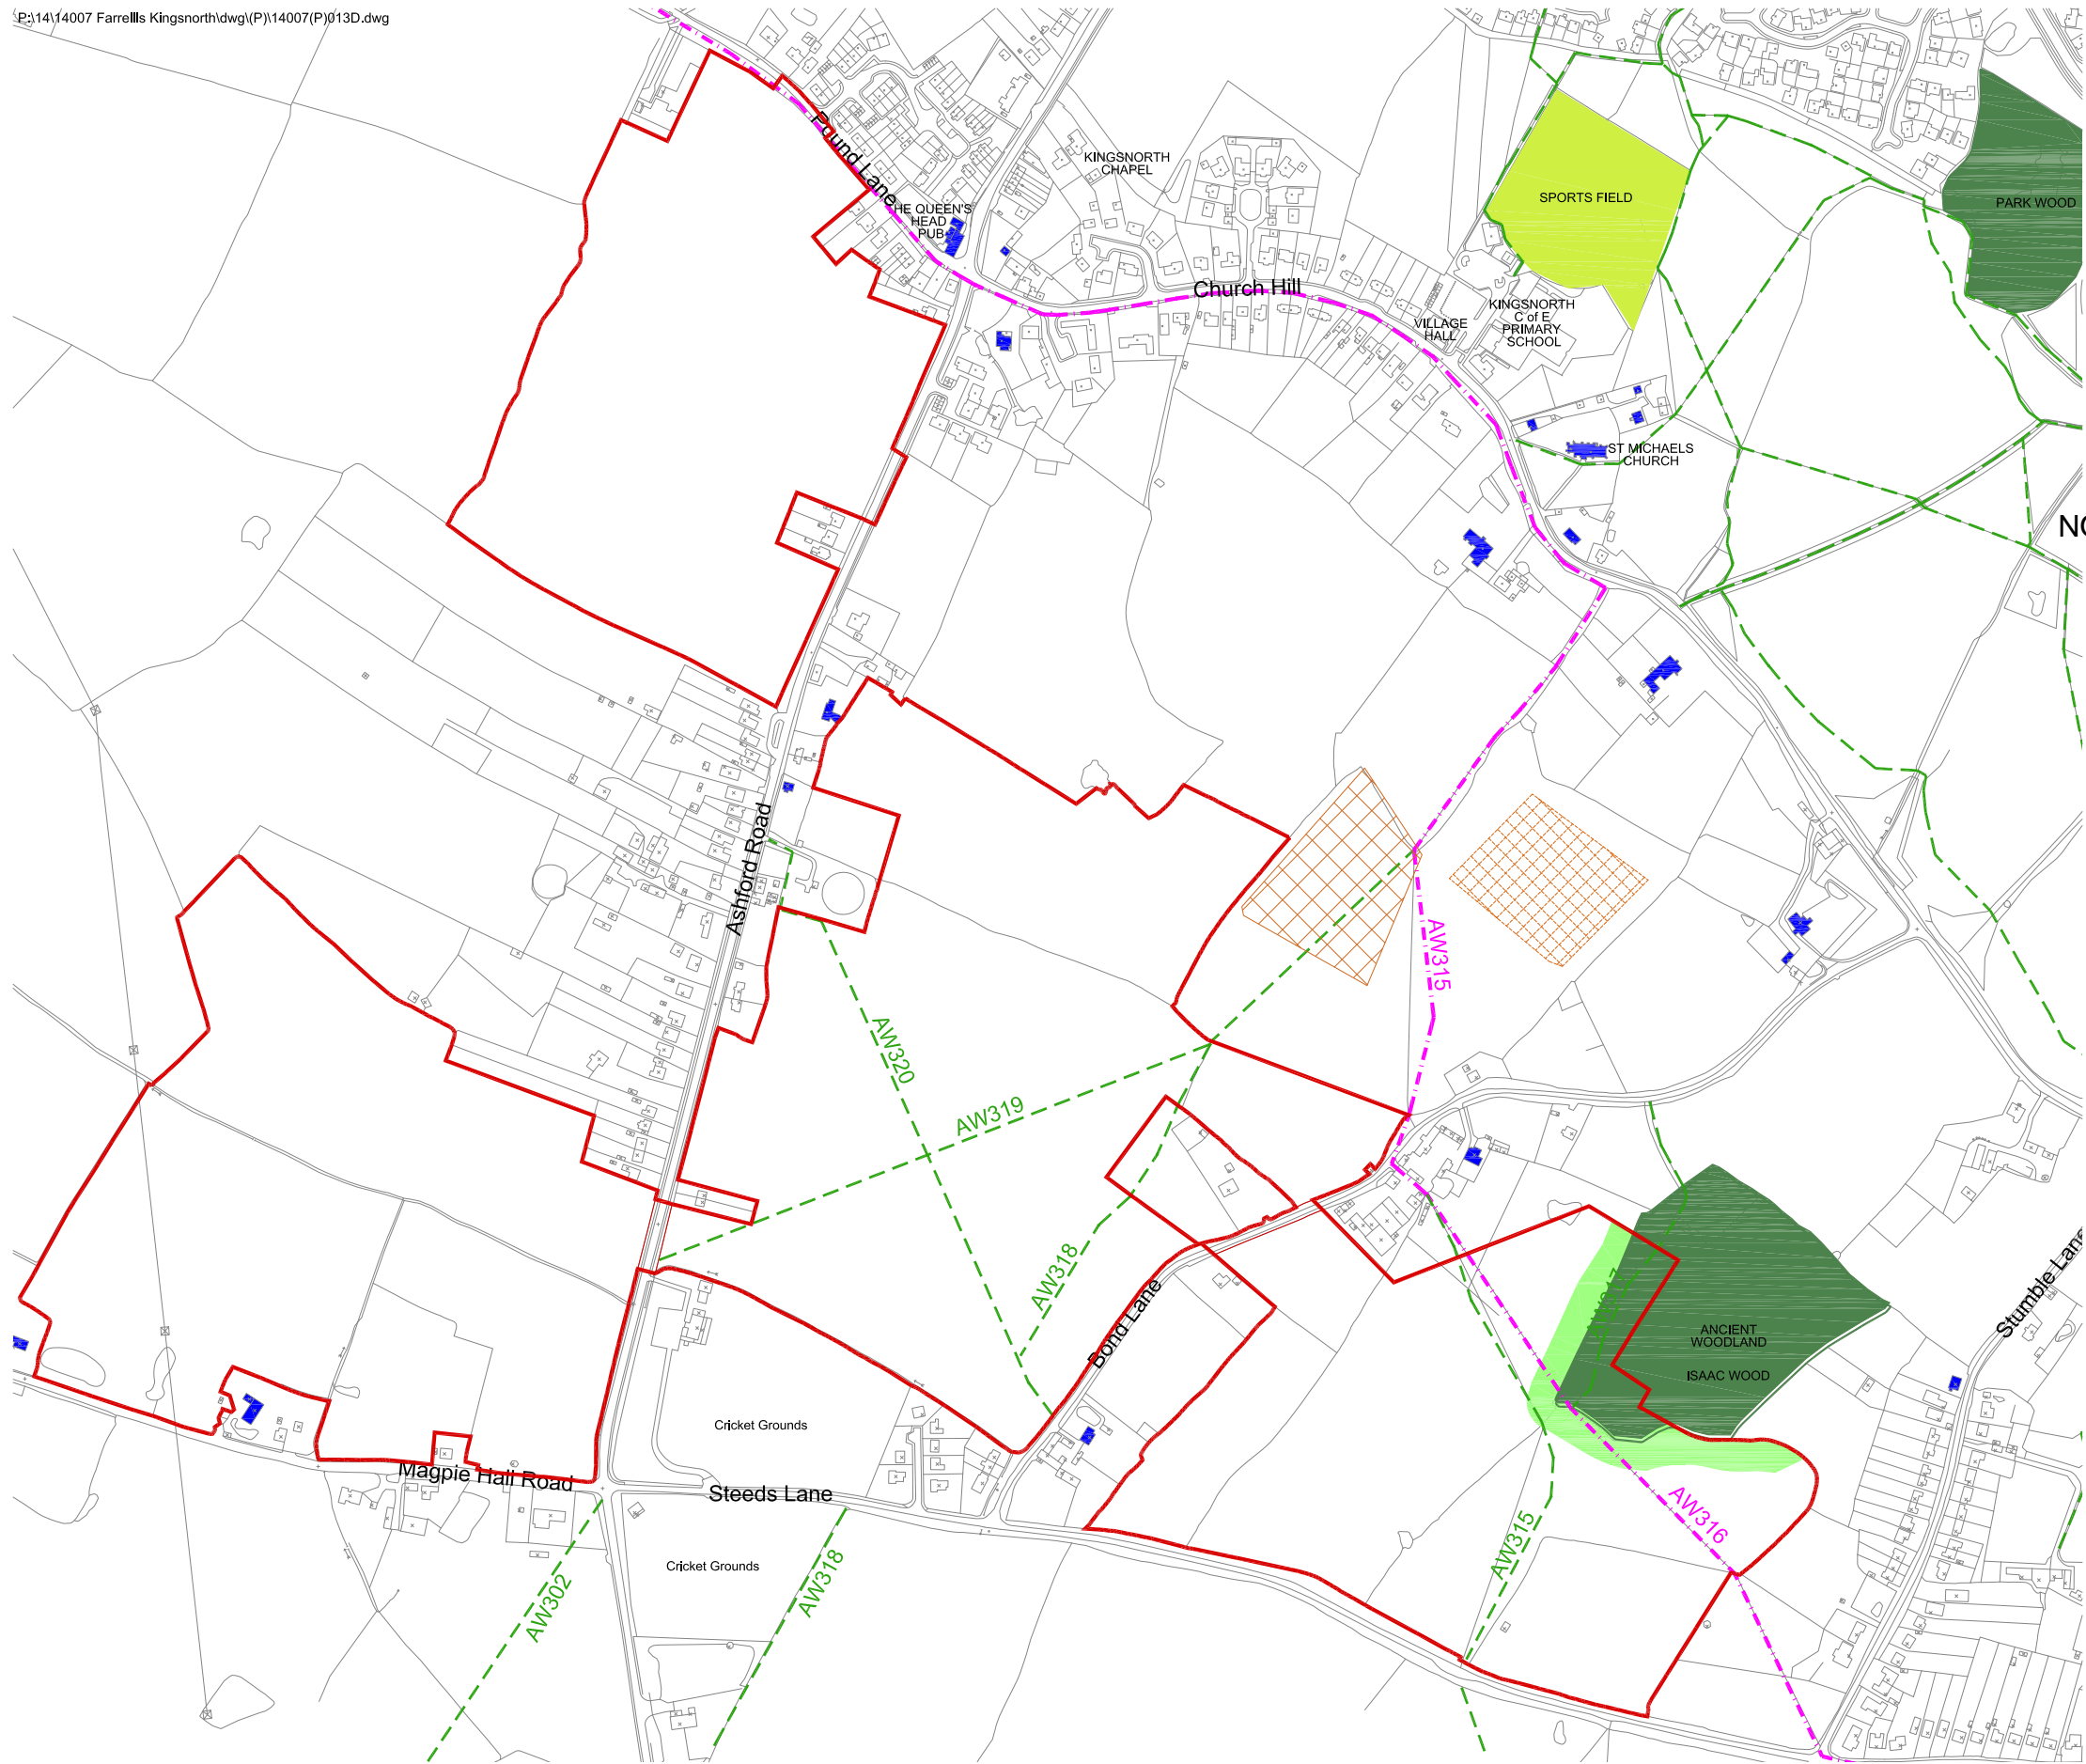 P:\14\14007 Farrellls Kingsnorth\dwg\(P)\14007(P)013D.dwg
Pound Lane
KINGSNORTH
CHAPEL
HE QUEEN'S
HEAD
PUB
SPORTS FIELD
PARK WOOD
Church Hill
KINGSNORTH
C of E
PRIMARY
SCHOOL
VILLAGE
HALL
ST MICHAELS
CHURCH
NO
Ashford Road
AW315
AW320
AW319
AW318
Bond Lane
Stumble Lane
ANCIENT
WOODLAND
ISAAC WOOD
Cricket Grounds
Magpie Hall Road
Steeds Lane
AW316
AW315
Cricket Grounds
AW318
AW302